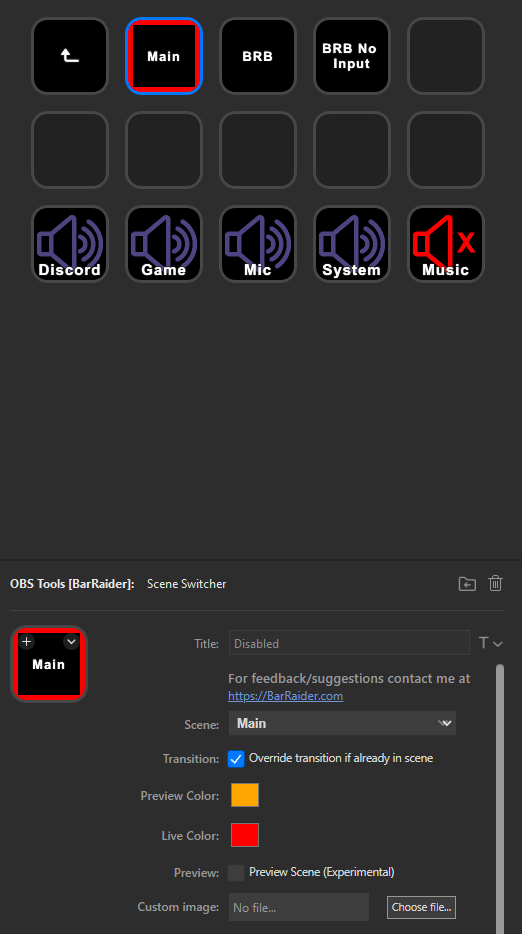 Main
BRB
BRB No
Input
Discord
Game
Mic
System
Music
OBS Tools [BarRaider]: Scene Switcher
Main
Title: Disabled
T
For feedback/suggestions contact me at
https://BarRaider.com
Scene: Main
Transition: Override transition if already in scene
Preview Color:
Live Color:
Preview: Preview Scene (Experimental)
Custom image: No file... Choose file...